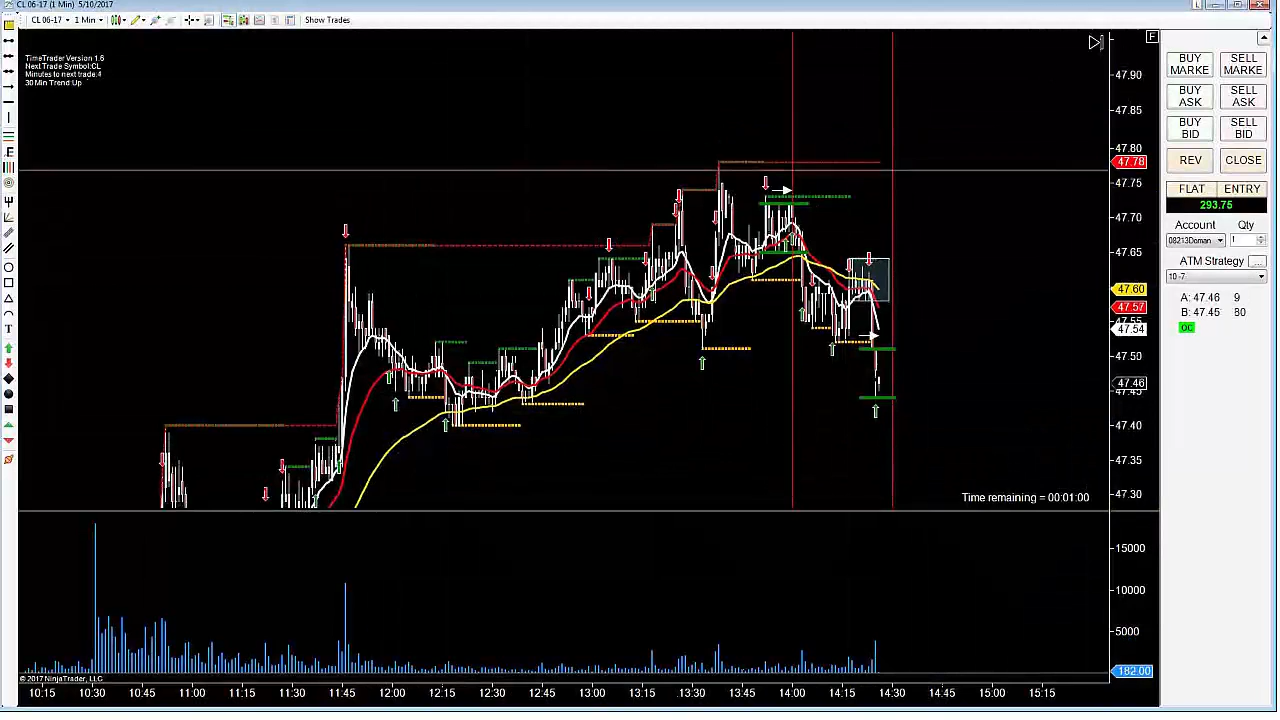 CL 06-17 (1 Min) 5/10/2017
CL 06-17 1 Min Show Trades
TimeTrader Version 1.6
Next Trade Symbol:CL
Minutes to next trade:4
30 Min Trend Up
F
47.90
47.85
47.80
47.78
47.75
47.70
47.65
47.60
47.57
47.55
47.54
47.50
47.46
47.45
47.40
47.35
47.30
Time remaining = 00:01:00
15000
10000
5000
182.00
© 2017 NinjaTrader, LLC
10:15 10:30 10:45 11:00 11:15 11:30 11:45 12:00 12:15 12:30 12:45 13:00 13:15 13:30 13:45 14:00 14:15 14:30 14:45 15:00 15:15
BUY MARKE SELL MARKE
BUY ASK SELL ASK
BUY BID SELL BID
REV CLOSE
FLAT ENTRY
293.75
Account Qty
08213Doman 1
ATM Strategy ...
10 -7
A: 47.46 9
B: 47.45 80